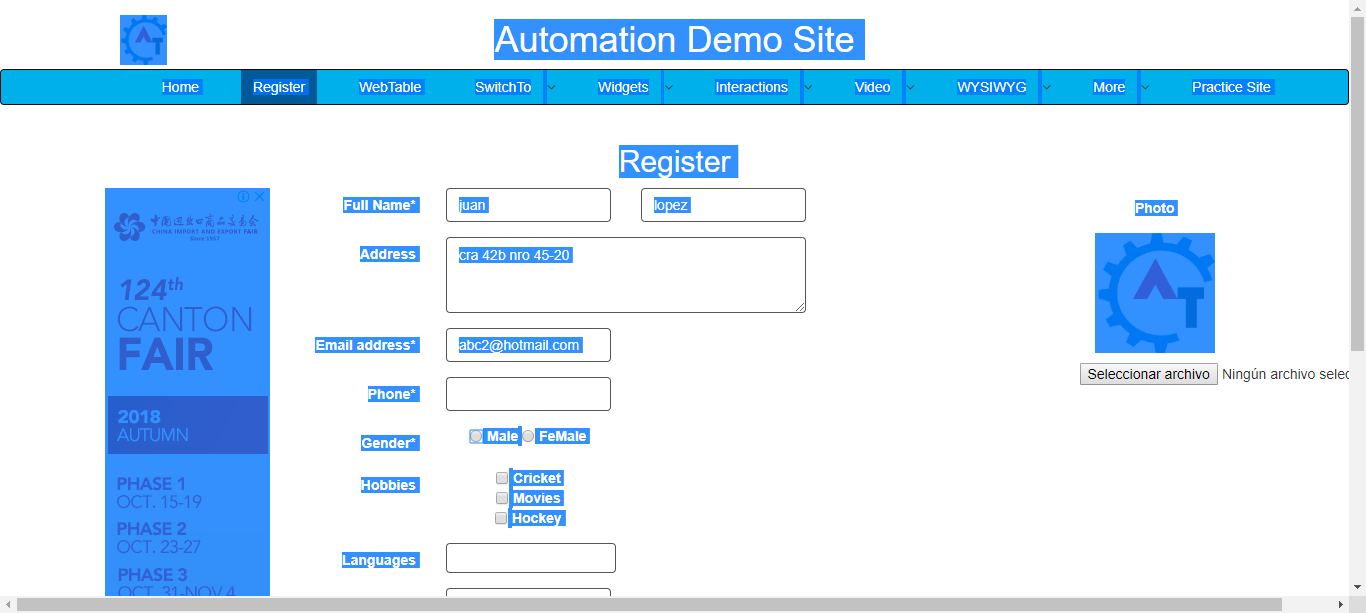 Automation Demo Site
Home Register WebTable SwitchTo Widgets Interactions Video WYSIWYG More Practice Site
Register
中国进出口商品交易会
CHINA IMPORT AND EXPORT FAIR
Since 1957
124th
CANTON
FAIR
2018
AUTUMN
PHASE 1
OCT. 15-19
PHASE 2
OCT. 23-27
PHASE 3
OCT. 31-NOV 4
Full Name* juan lopez
Address cra 42b nro 45-20
Email address* abc2@hotmail.com
Phone*
Gender* Male FeMale
Hobbies Cricket
Movies
Hockey
Languages
Photo
AT
Seleccionar archivo Ningún archivo selec